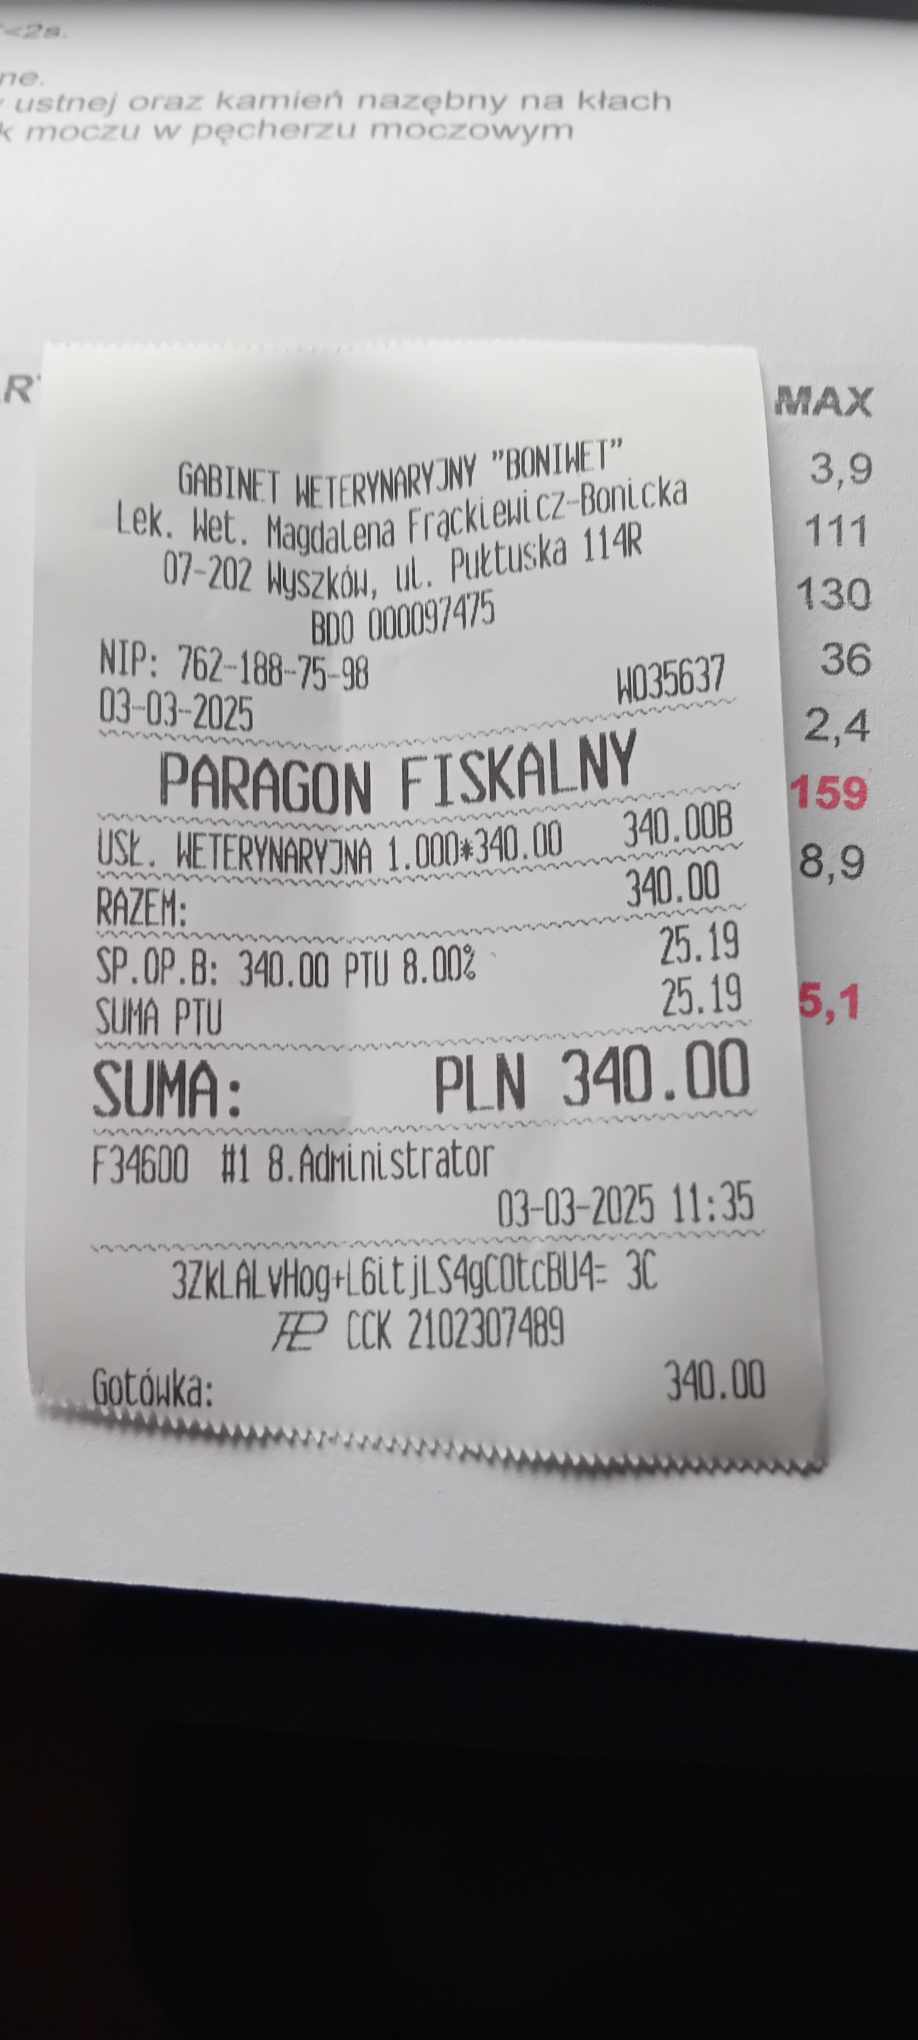 <2s.
ne.
ustnej oraz kamień nazębny na kłach
k moczu w pęcherzu moczowym
MAX
3,9
111
130
36
2,4
159
8,9
5,1
GABINET WETERYNARYJNY "BONIWET"
Lek. Wet. Magdalena Frąckiewicz-Bonicka
07-202 Wyszków, ul. Pułtuska 114R
BDO 000097475
NIP: 762-188-75-98
03-03-2025 W035637
PARAGON FISKALNY
USŁ. WETERYNARYJNA 1.000*340.00 340.00B
RAZEM: 340.00
SP.OP.B: 340.00 PTU 8.00% 25.19
SUMA PTU 25.19
SUMA: PLN 340.00
F34600 #1 8.Administrator
03-03-2025 11:35
3ZkLALvHog+L6itjLS4gCOtcBU4= 3C
CCK 2102307489
Gotówka: 340.00